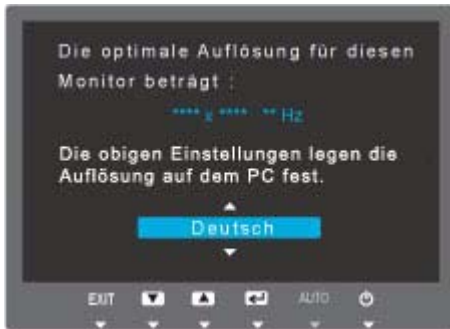 Die optimale Auflösung für diesen
Monitor beträgt :
**** x **** ** Hz
Die obigen Einstellungen legen die
Auflösung auf dem PC fest.
Deutsch
EXIT AUTO